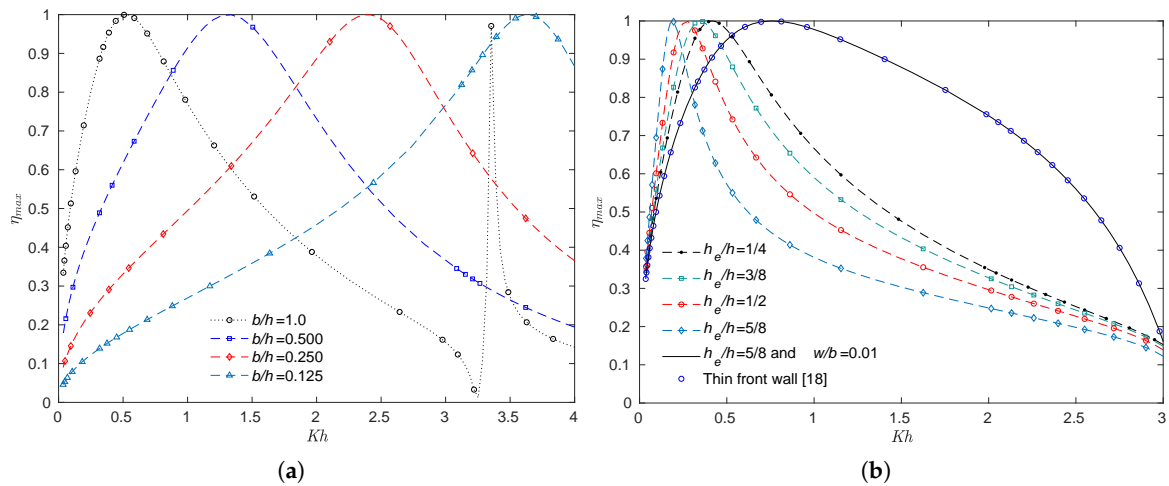 1
0.9
0.8
0.7
0.6
0.5
0.4
0.3
0.2
0.1
0
η_max
b/h=1.0
b/h=0.500
b/h=0.250
b/h=0.125
0 0.5 1 1.5 2 2.5 3 3.5 4
Kh
(a)
1
0.9
0.8
0.7
0.6
0.5
0.4
0.3
0.2
0.1
0
η_max
h_e/h=1/4
h_e/h=3/8
h_e/h=1/2
h_e/h=5/8
h_e/h=5/8 and w/b=0.01
Thin front wall [18]
0 0.5 1 1.5 2 2.5 3
Kh
(b)